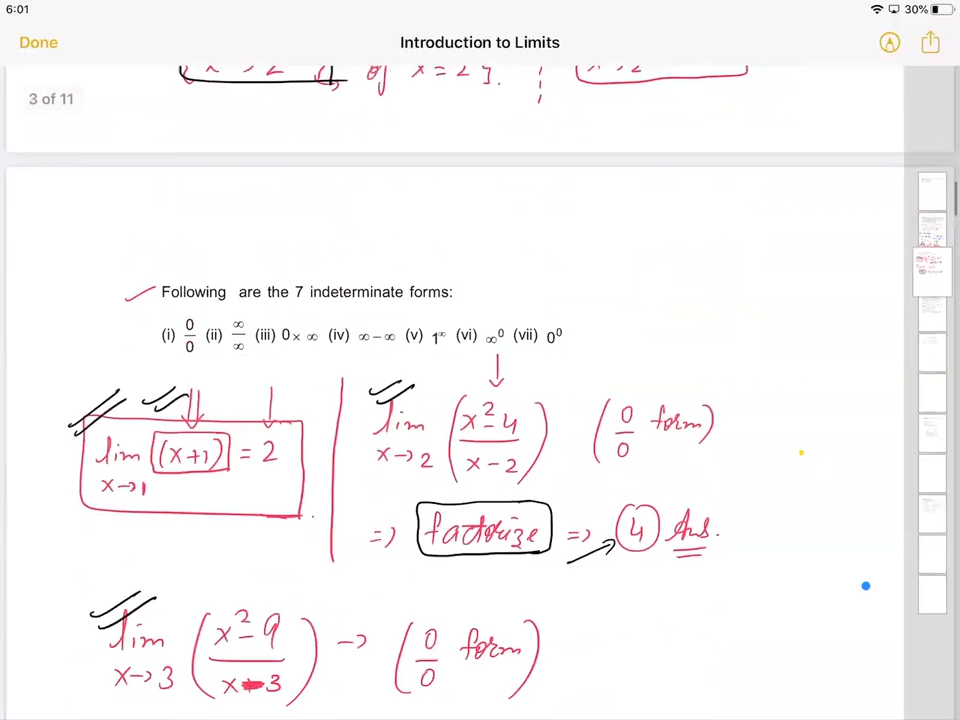 6:01 30%
Done Introduction to Limits
3 of 11
of x = 2 }.
Following are the 7 indeterminate forms:
(i) 0/0 (ii) ∞/∞ (iii) 0 × ∞ (iv) ∞ − ∞ (v) 1^∞ (vi) ∞^0 (vii) 0^0
lim x→1 (x+1) = 2
lim x→2 (x²-4 / x-2) (0/0 form)
=> factorize => 4 Ans.
lim x→3 (x²-9 / x-3) → (0/0 form)